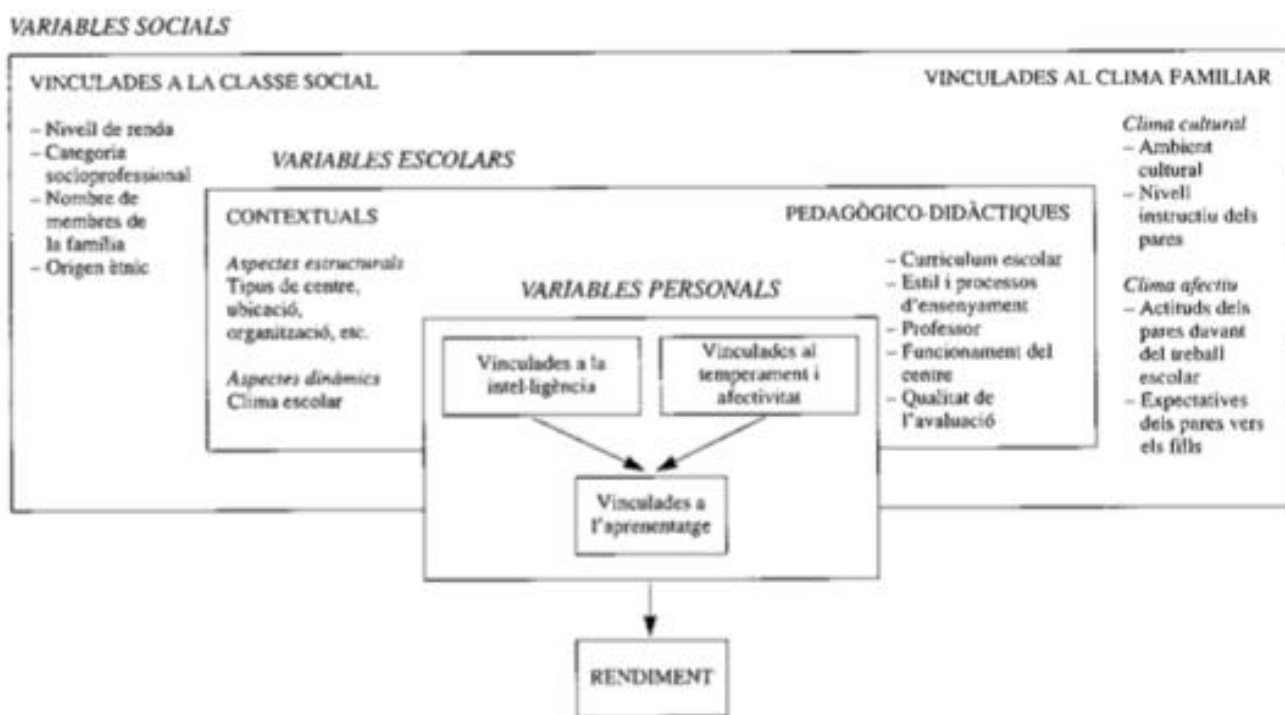 VARIABLES SOCIALS
VINCULADES A LA CLASSE SOCIAL
– Nivell de renda
– Categoria
socioprofessional
– Nombre de
membres de
la família
– Origen ètnic
VINCULADES AL CLIMA FAMILIAR
Clima cultural
– Ambient
cultural
– Nivell
instructiu dels
pares
Clima afectiu
– Actituds dels
pares davant
del treball
escolar
– Expectatives
dels pares vers
els fills
VARIABLES ESCOLARS
CONTEXTUALS
Aspectes estructurals
Tipus de centre,
ubicació,
organització, etc.
Aspectes dinàmics
Clima escolar
PEDAGÒGICO-DIDÀCTIQUES
– Curriculum escolar
– Estil i processos
d'ensenyament
– Professor
– Funcionament del
centre
– Qualitat de
l'avaluació
VARIABLES PERSONALS
Vinculades a la
intel·ligència
Vinculades al
temperament i
afectivitat
Vinculades a
l'aprenentatge
RENDIMENT